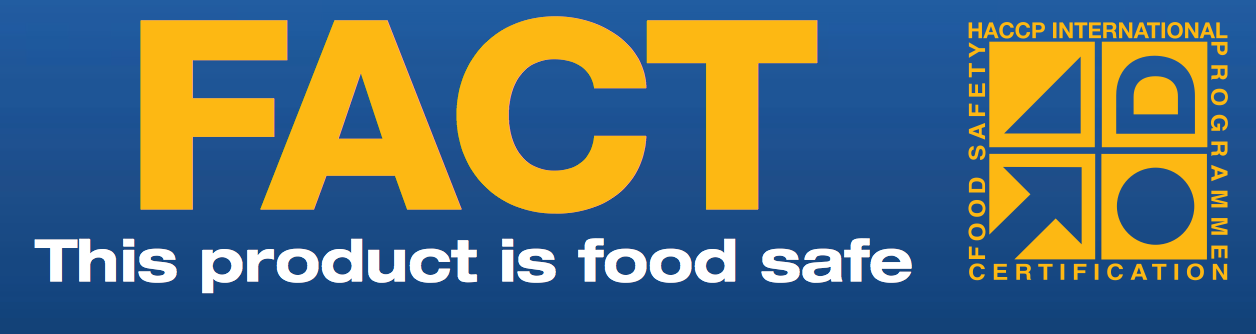 FACT
This product is food safe
HACCP INTERNATIONAL
FOOD SAFETY
PROGRAMME
CERTIFICATION